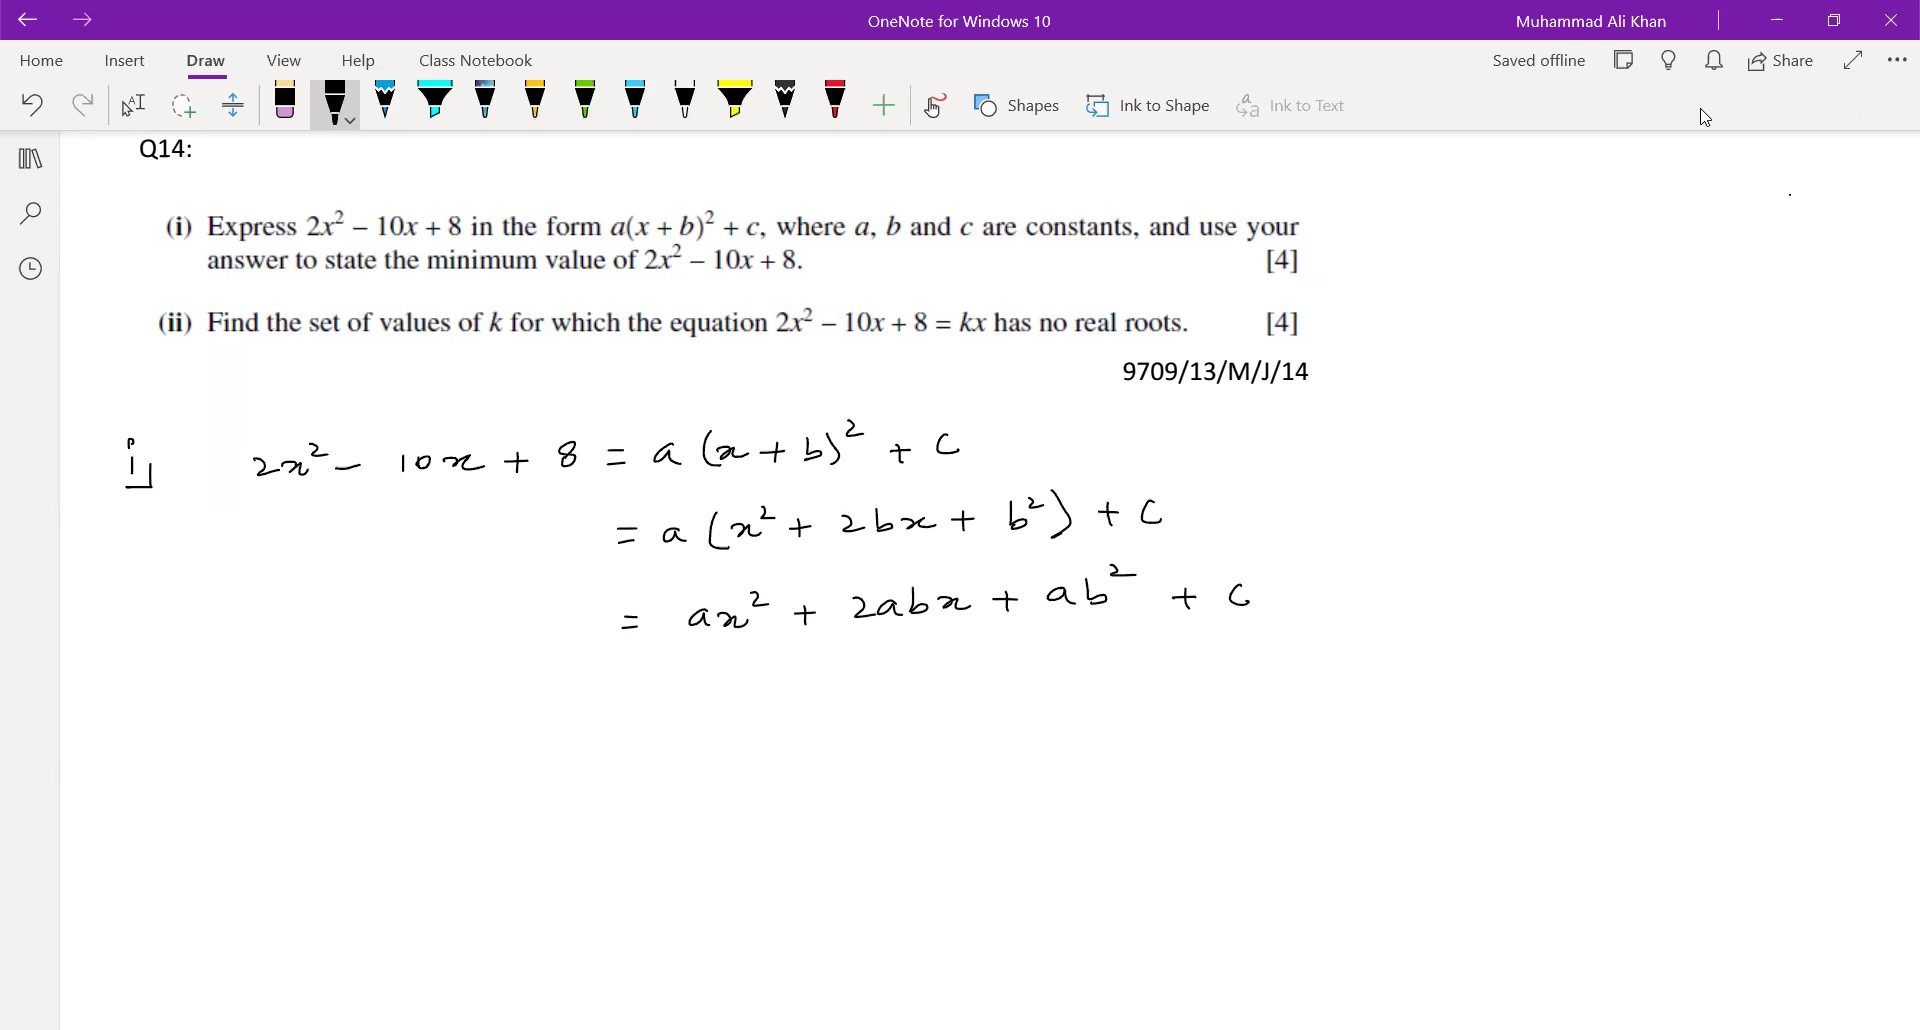 OneNote for Windows 10
Muhammad Ali Khan
Home Insert Draw View Help Class Notebook
Saved offline
Share
Shapes
Ink to Shape
Ink to Text
Q14:
(i) Express 2x² – 10x + 8 in the form a(x + b)² + c, where a, b and c are constants, and use your
answer to state the minimum value of 2x² – 10x + 8. [4]
(ii) Find the set of values of k for which the equation 2x² – 10x + 8 = kx has no real roots. [4]
9709/13/M/J/14
i 2x² – 10x + 8 = a (x + b)² + c
= a (x² + 2bx + b²) + c
= ax² + 2abx + ab² + c